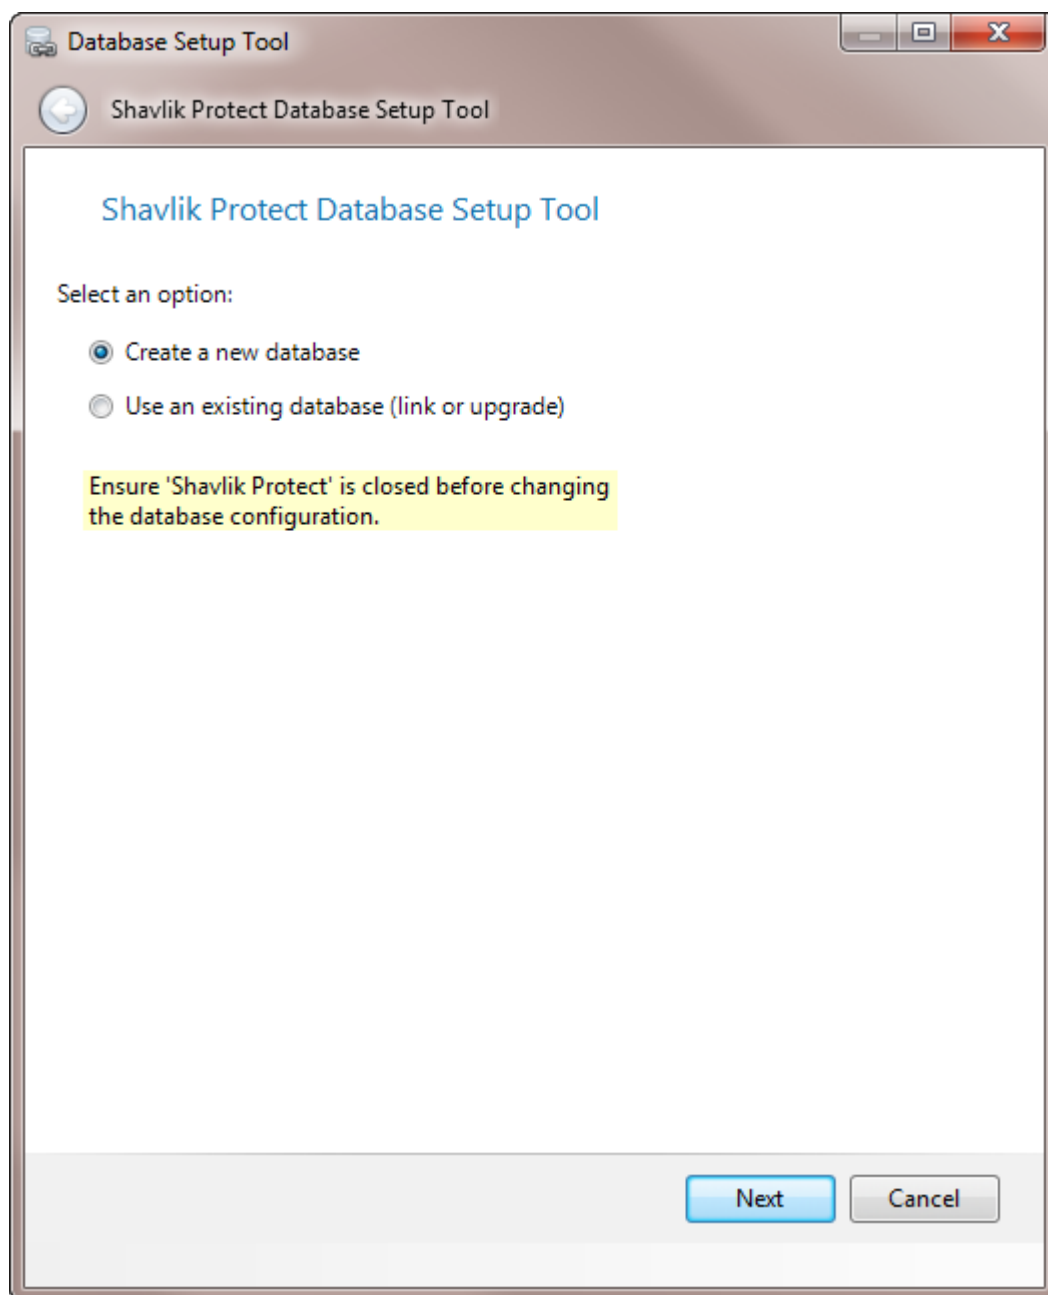 Database Setup Tool
Shavlik Protect Database Setup Tool
Shavlik Protect Database Setup Tool
Select an option:
Create a new database
Use an existing database (link or upgrade)
Ensure 'Shavlik Protect' is closed before changing
the database configuration.
Next Cancel